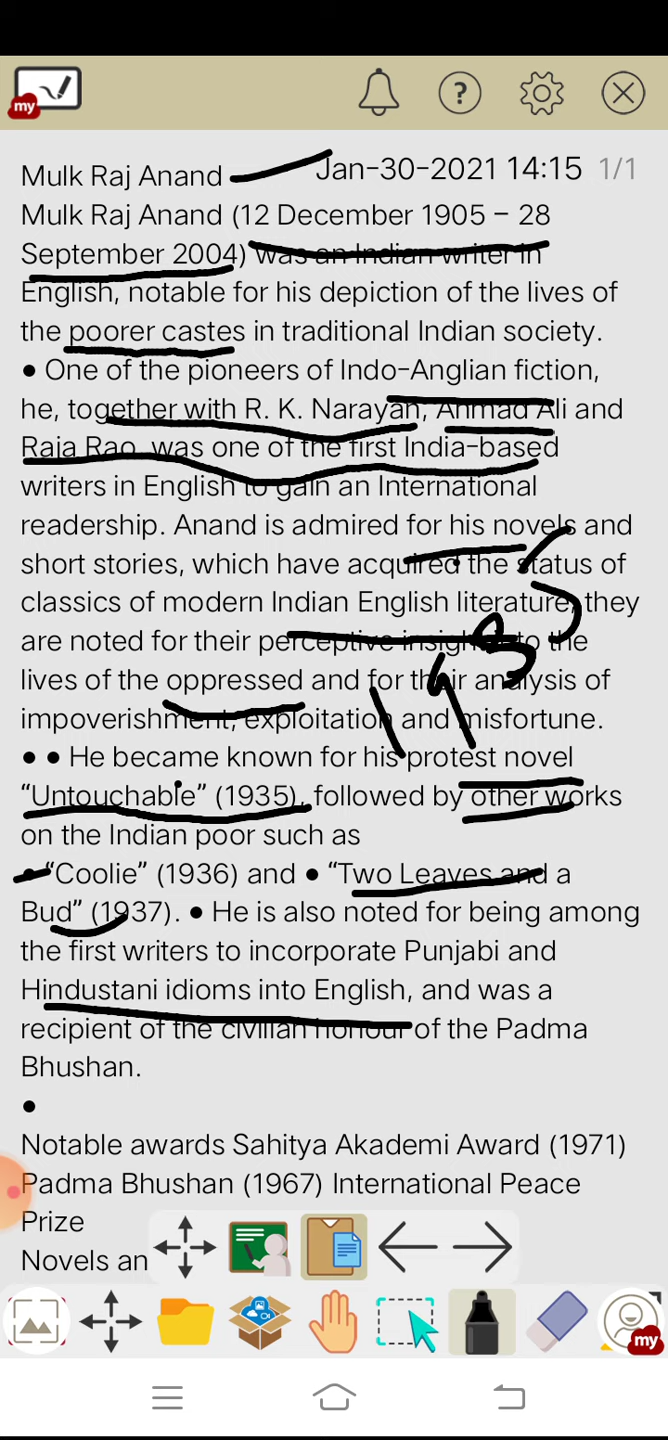 my
?
Mulk Raj Anand
Jan-30-2021 14:15 1/1
Mulk Raj Anand (12 December 1905 – 28
September 2004) was an Indian writer in
English, notable for his depiction of the lives of
the poorer castes in traditional Indian society.
● One of the pioneers of Indo-Anglian fiction,
he, together with R. K. Narayan, Ahmad Ali and
Raja Rao, was one of the first India-based
writers in English to gain an International
readership. Anand is admired for his novels and
short stories, which have acquired the status of
classics of modern Indian English literature; they
are noted for their perceptive insights to the
lives of the oppressed and for their analysis of
impoverishment, exploitation and misfortune.
1935
● ● He became known for his protest novel
“Untouchable” (1935), followed by other works
on the Indian poor such as
● “Coolie” (1936) and ● “Two Leaves and a
Bud” (1937). ● He is also noted for being among
the first writers to incorporate Punjabi and
Hindustani idioms into English, and was a
recipient of the civilian honour of the Padma
Bhushan.
●
Notable awards Sahitya Akademi Award (1971)
Padma Bhushan (1967) International Peace
Prize
Novels an
my